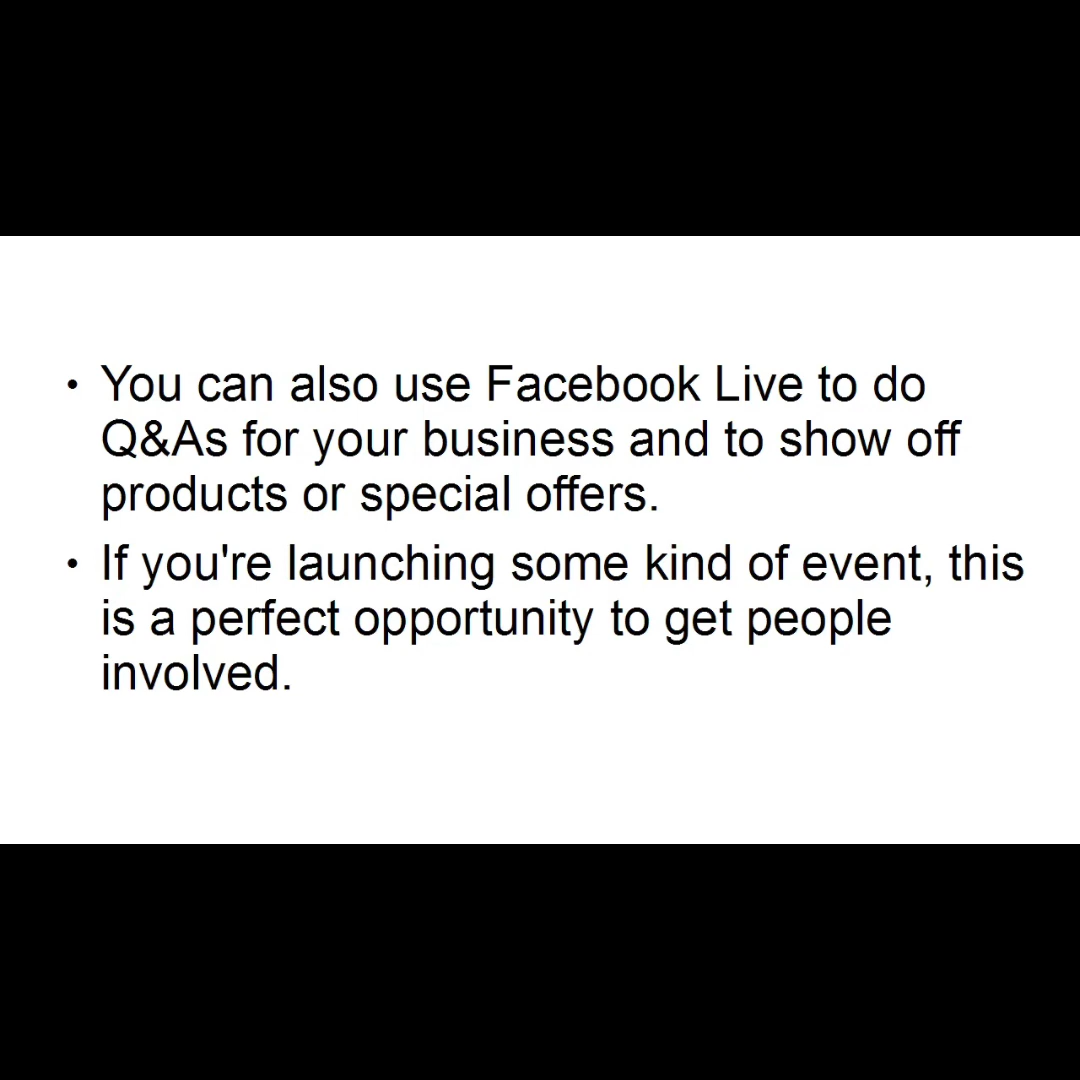 • You can also use Facebook Live to do
Q&As for your business and to show off
products or special offers.
• If you're launching some kind of event, this
is a perfect opportunity to get people
involved.